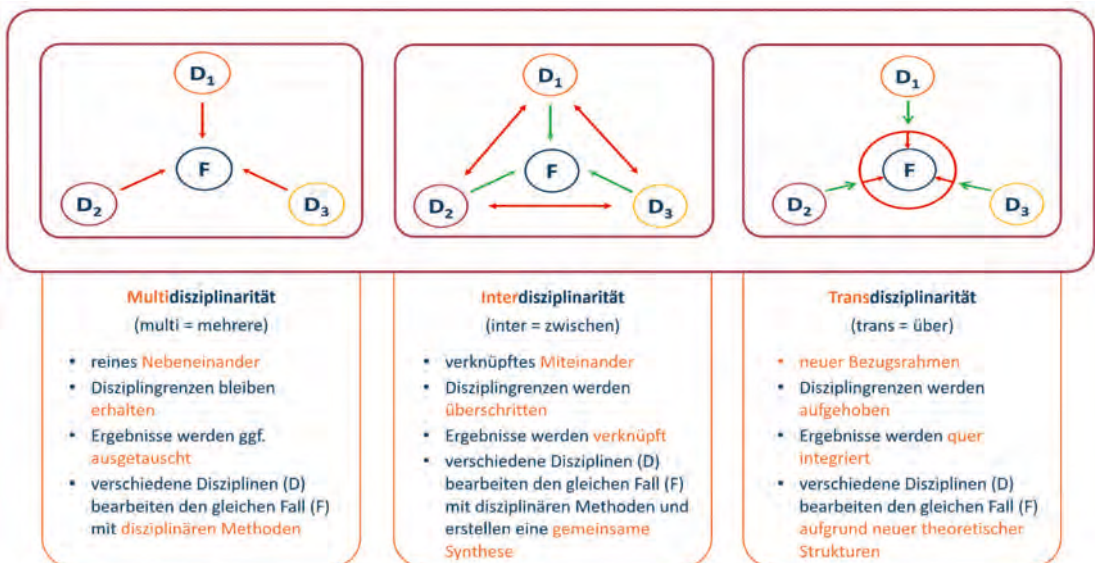 D1
F
D2
D3
D1
F
D2
D3
D1
F
D2
D3
Multidisziplinarität
(multi = mehrere)
• reines Nebeneinander
• Disziplingrenzen bleiben
erhalten
• Ergebnisse werden ggf.
ausgetauscht
• verschiedene Disziplinen (D)
bearbeiten den gleichen Fall (F)
mit disziplinären Methoden
Interdisziplinarität
(inter = zwischen)
• verknüpftes Miteinander
• Disziplingrenzen werden
überschritten
• Ergebnisse werden verknüpft
• verschiedene Disziplinen (D)
bearbeiten den gleichen Fall (F)
mit disziplinären Methoden und
erstellen eine gemeinsame
Synthese
Transdisziplinarität
(trans = über)
• neuer Bezugsrahmen
• Disziplingrenzen werden
aufgehoben
• Ergebnisse werden quer
integriert
• verschiedene Disziplinen (D)
bearbeiten den gleichen Fall (F)
aufgrund neuer theoretischer
Strukturen